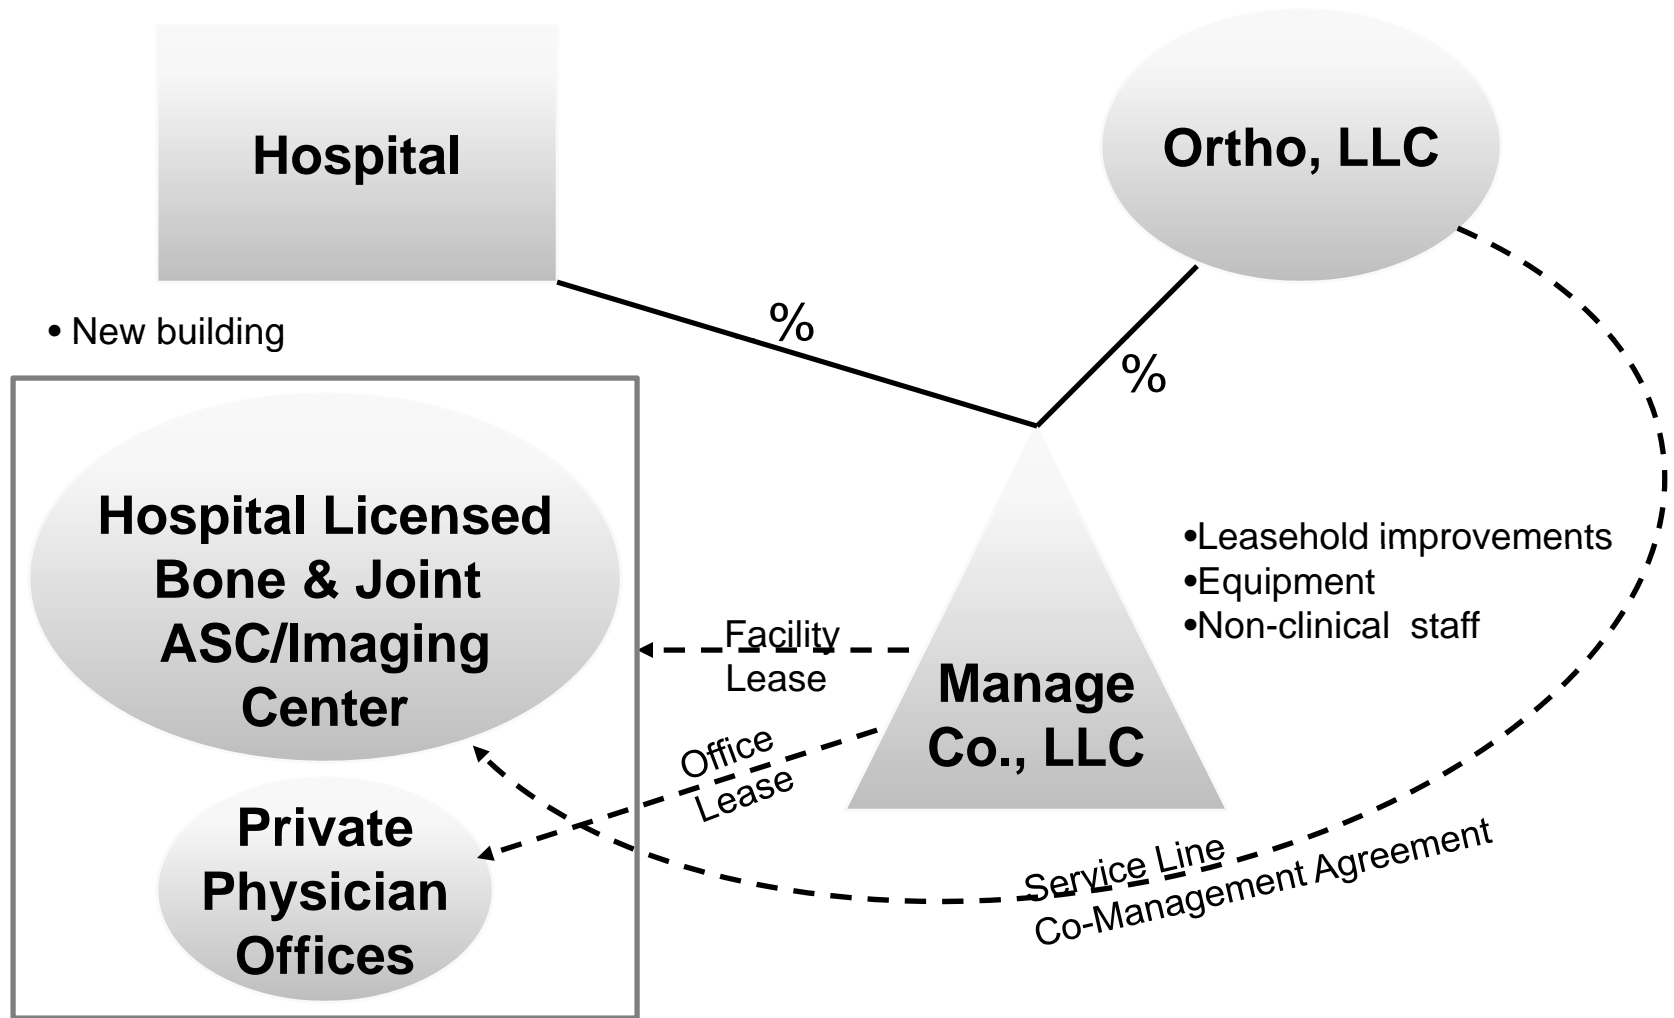 Hospital
Ortho, LLC
%
%
• New building
Hospital Licensed
Bone & Joint
ASC/Imaging
Center
Private
Physician
Offices
Facility
Lease
Office
Lease
Manage
Co., LLC
•Leasehold improvements
•Equipment
•Non-clinical staff
Service Line
Co-Management Agreement